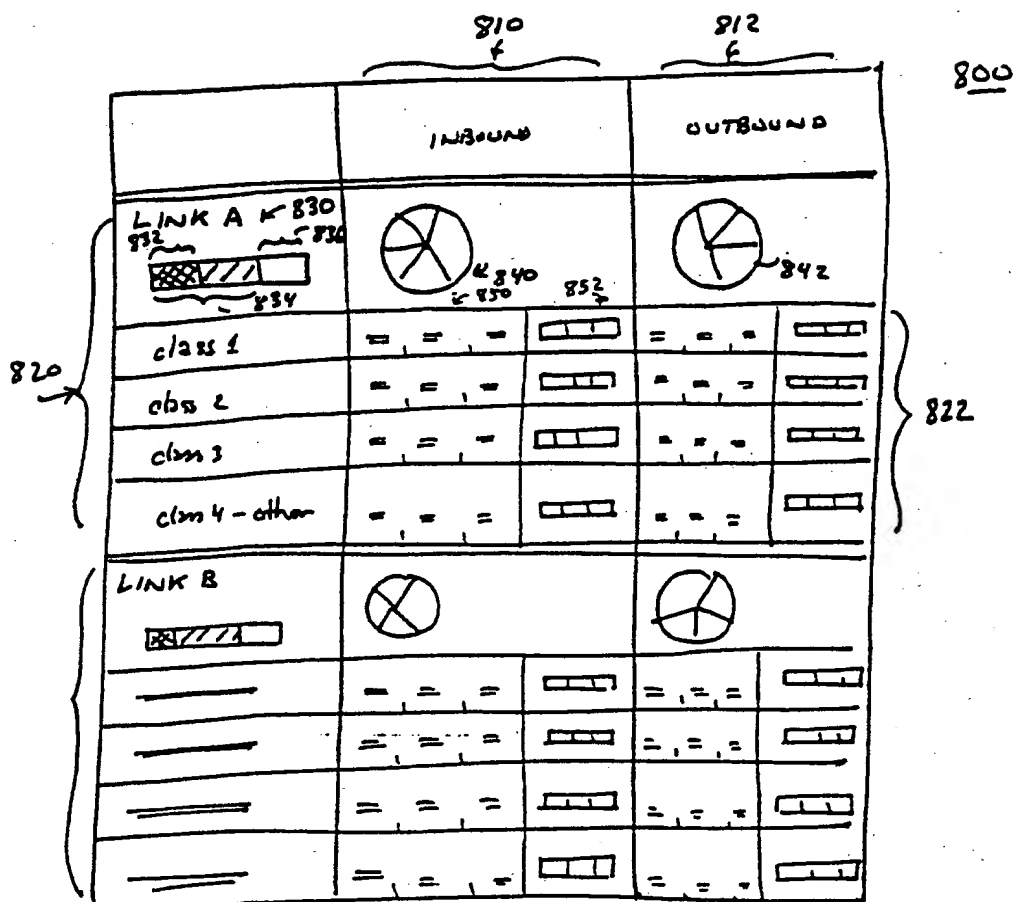 810 812
800
INBOUND OUTBOUND
LINK A 830
832 836
840 842
850 852
834
class 1
820
class 2
822
class 3
class 4 - other
LINK B